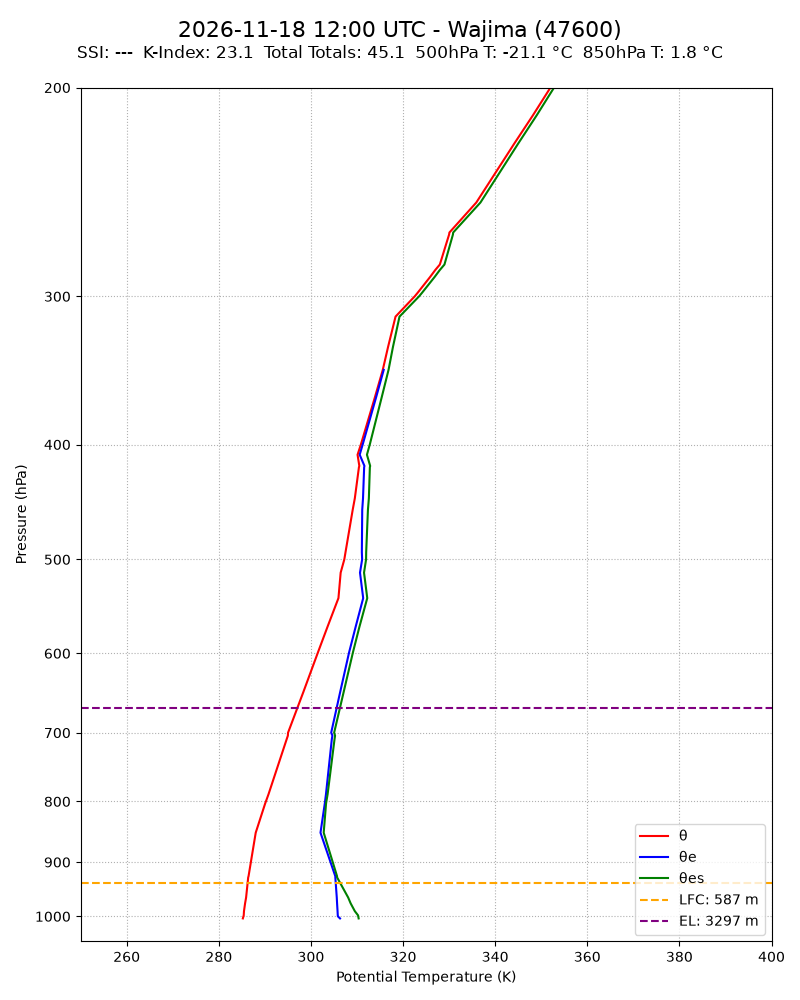 2026-11-18 12:00 UTC - Wajima (47600)
SSI: --- K-Index: 23.1 Total Totals: 45.1 500hPa T: -21.1 °C 850hPa T: 1.8 °C
200
300
400
500
600
700
800
900
1000
Pressure (hPa)
260 280 300 320 340 360 380 400
Potential Temperature (K)
θ
θe
θes
LFC: 587 m
EL: 3297 m